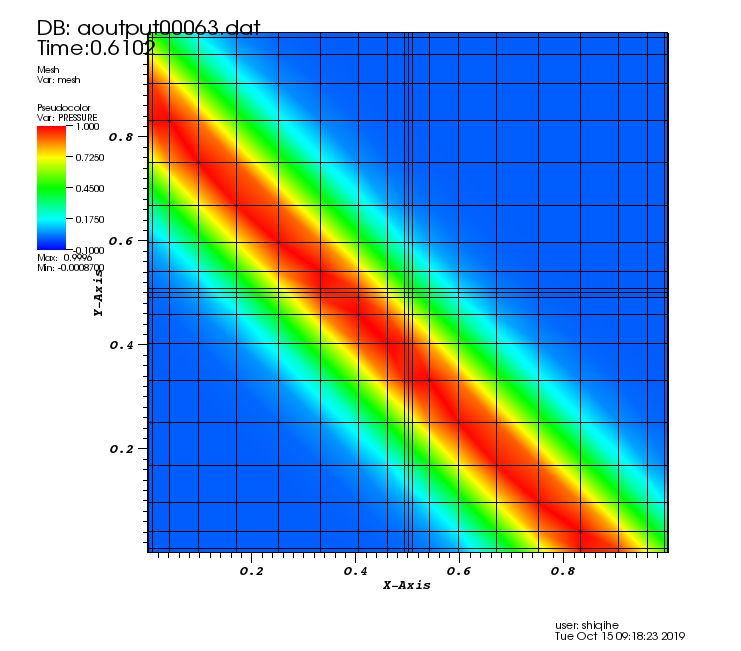 DB: aoutput00063.dat
Time:0.6102
Mesh
Var: mesh
Pseudocolor
Var: PRESSURE
1.000
0.7250
0.4500
0.1750
-0.1000
Max: 0.9996
Min: -0.0008700
Y-Axis
0.8
0.6
0.4
0.2
0.2 0.4 0.6 0.8
X-Axis
user: shiqihe
Tue Oct 15 09:18:23 2019